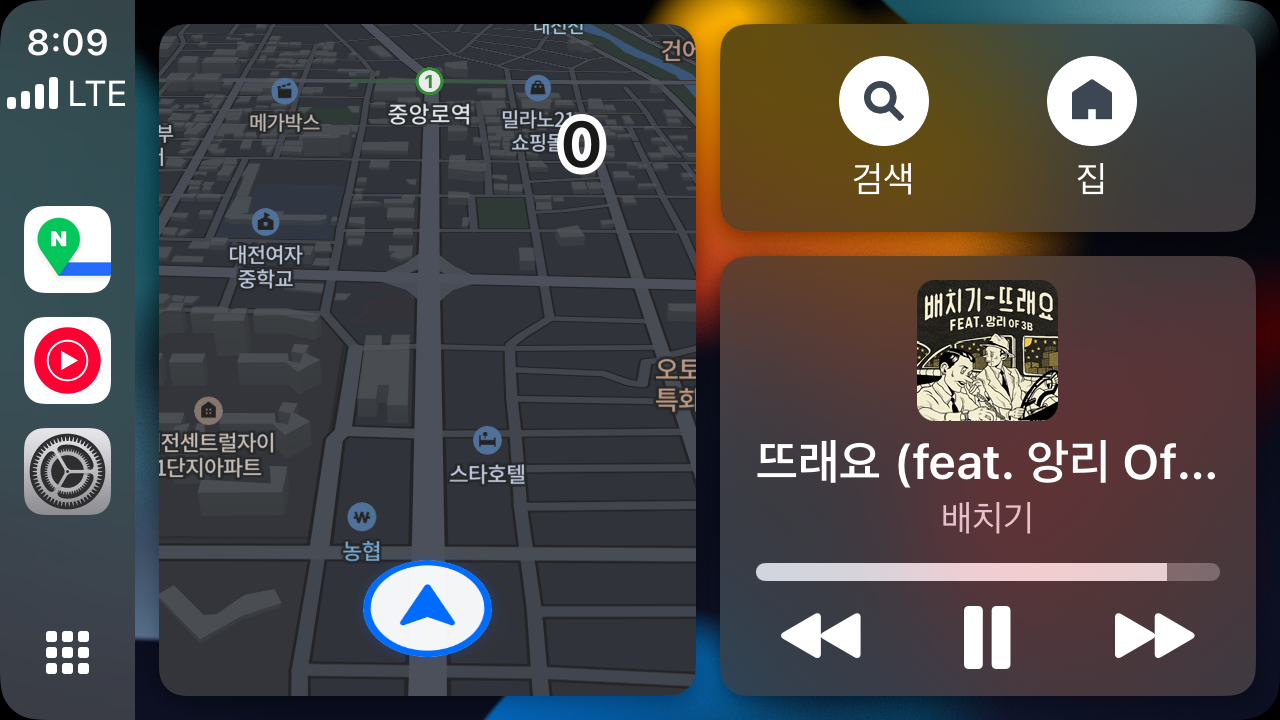 8:09
LTE
N
대전천
건어
1
중앙로역
메가박스
밀라노21
쇼핑몰
0
부
대전여자
중학교
오토
특화
전센트럴자이
1단지아파트
스타호텔
₩
농협
검색
집
배치기-뜨래요
FEAT. 앙리 OF 3B
뜨래요 (feat. 앙리 Of...
배치기